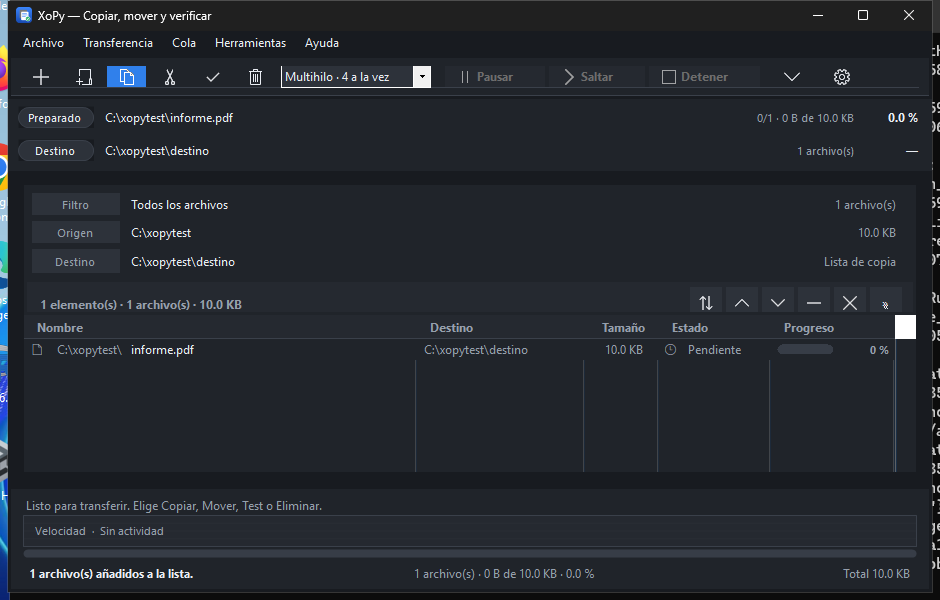 XoPy — Copiar, mover y verificar
Archivo Transferencia Cola Herramientas Ayuda
Multihilo · 4 a la vez Pausar Saltar Detener
Preparado C:\xopytest\informe.pdf 0/1 · 0 B de 10.0 KB 0.0 %
Destino C:\xopytest\destino 1 archivo(s) —
Filtro Todos los archivos 1 archivo(s)
Origen C:\xopytest 10.0 KB
Destino C:\xopytest\destino Lista de copia
1 elemento(s) · 1 archivo(s) · 10.0 KB
Nombre Destino Tamaño Estado Progreso
C:\xopytest\ informe.pdf C:\xopytest\destino 10.0 KB Pendiente 0 %
Listo para transferir. Elige Copiar, Mover, Test o Eliminar.
Velocidad · Sin actividad
1 archivo(s) añadidos a la lista. 1 archivo(s) · 0 B de 10.0 KB · 0.0 % Total 10.0 KB